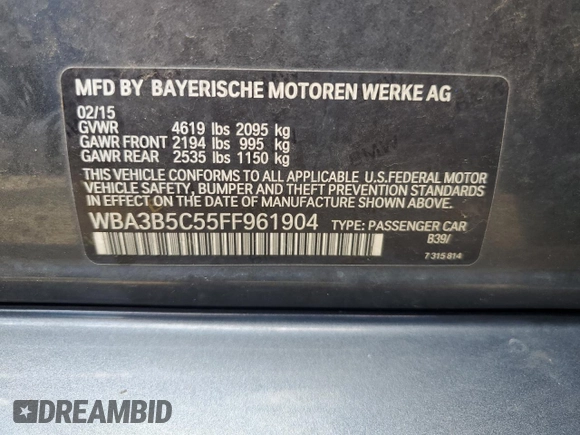 MFD BY BAYERISCHE MOTOREN WERKE AG
02/15
GVWR 4619 lbs 2095 kg
GAWR FRONT 2194 lbs 995 kg
GAWR REAR 2535 lbs 1150 kg
THIS VEHICLE CONFORMS TO ALL APPLICABLE U.S. FEDERAL MOTOR
VEHICLE SAFETY, BUMPER AND THEFT PREVENTION STANDARDS
IN EFFECT ON THE DATE OF MANUFACTURE SHOWN ABOVE.
WBA3B5C55FF961904 TYPE: PASSENGER CAR
B39/
7 315 814
DREAMBID